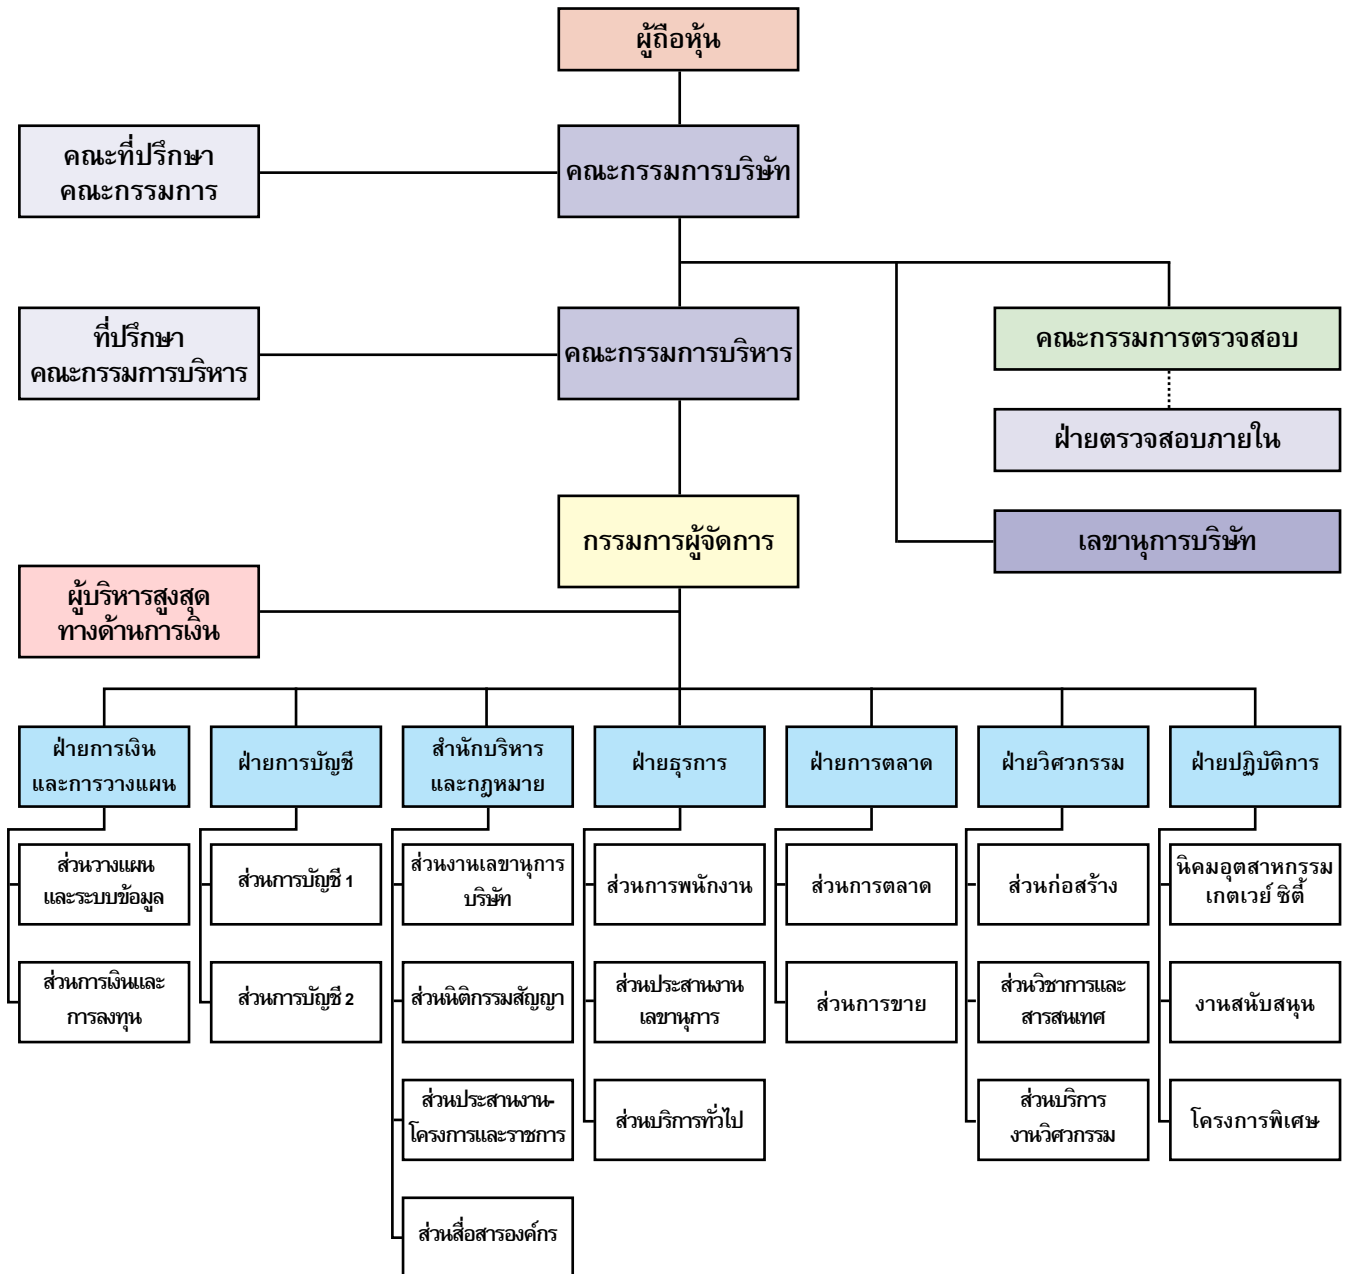 ผู้ถือหุ้น
คณะที่ปรึกษา
คณะกรรมการ
คณะกรรมการบริษัท
ที่ปรึกษา
คณะกรรมการบริหาร
คณะกรรมการบริหาร
คณะกรรมการตรวจสอบ
ฝ่ายตรวจสอบภายใน
กรรมการผู้จัดการ
เลขานุการบริษัท
ผู้บริหารสูงสุด
ทางด้านการเงิน
ฝ่ายการเงิน
และการวางแผน
ฝ่ายการบัญชี
สำนักบริหาร
และกฎหมาย
ฝ่ายธุรการ
ฝ่ายการตลาด
ฝ่ายวิศวกรรม
ฝ่ายปฏิบัติการ
ส่วนวางแผน
และระบบข้อมูล
ส่วนการบัญชี 1
ส่วนงานเลขานุการ
บริษัท
ส่วนการพนักงาน
ส่วนการตลาด
ส่วนก่อสร้าง
นิคมอุตสาหกรรม
เกตเวย์ ซิตี้
ส่วนการเงินและ
การลงทุน
ส่วนการบัญชี 2
ส่วนนิติกรรมสัญญา
ส่วนประสานงาน
เลขานุการ
ส่วนการขาย
ส่วนวิชาการและ
สารสนเทศ
งานสนับสนุน
ส่วนประสานงาน-
โครงการและราชการ
ส่วนบริการทั่วไป
ส่วนบริการ
งานวิศวกรรม
โครงการพิเศษ
ส่วนสื่อสารองค์กร